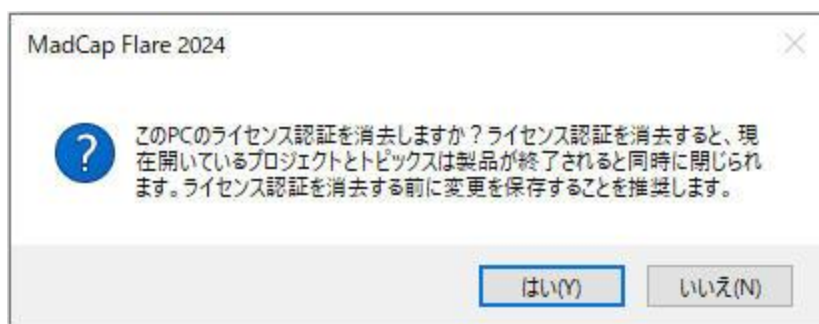 MadCap Flare 2024
このPCのライセンス認証を消去しますか？ライセンス認証を消去すると、現
在開いているプロジェクトとトピックスは製品が終了されると同時に閉じられ
ます。ライセンス認証を消去する前に変更を保存することを推奨します。
はい(Y) いいえ(N)